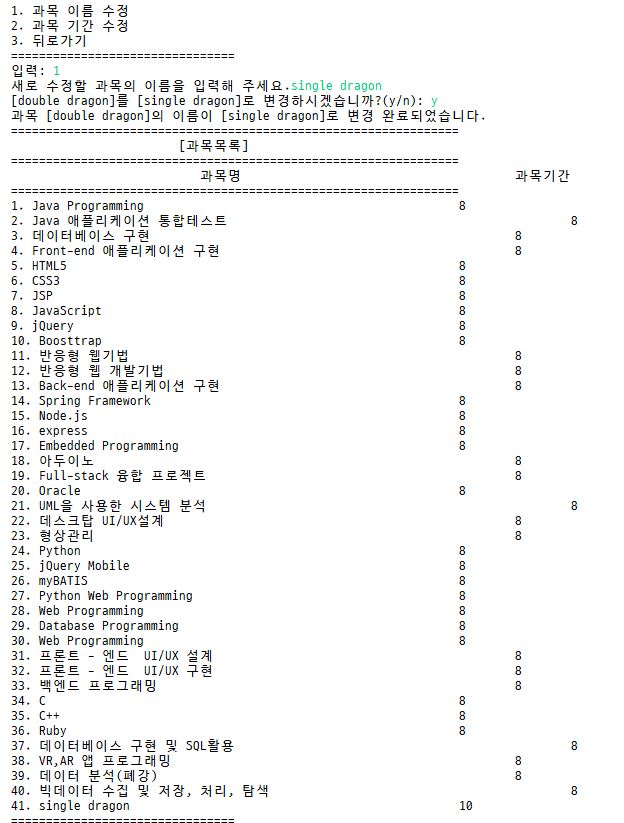 1. 과목 이름 수정
2. 과목 기간 수정
3. 뒤로가기
================================
입력: 1
새로 수정할 과목의 이름을 입력해 주세요.single dragon
[double dragon]를 [single dragon]로 변경하시겠습니까?(y/n): y
과목 [double dragon]의 이름이 [single dragon]로 변경 완료되었습니다.
================================================================
[과목목록]
================================================================
과목명 과목기간
================================================================
1. Java Programming 8
2. Java 애플리케이션 통합테스트 8
3. 데이터베이스 구현 8
4. Front-end 애플리케이션 구현 8
5. HTML5 8
6. CSS3 8
7. JSP 8
8. JavaScript 8
9. jQuery 8
10. Boosttrap 8
11. 반응형 웹기법 8
12. 반응형 웹 개발기법 8
13. Back-end 애플리케이션 구현 8
14. Spring Framework 8
15. Node.js 8
16. express 8
17. Embedded Programming 8
18. 아두이노 8
19. Full-stack 융합 프로젝트 8
20. Oracle 8
21. UML을 사용한 시스템 분석 8
22. 데스크탑 UI/UX설계 8
23. 형상관리 8
24. Python 8
25. jQuery Mobile 8
26. myBATIS 8
27. Python Web Programming 8
28. Web Programming 8
29. Database Programming 8
30. Web Programming 8
31. 프론트 - 엔드  UI/UX 설계 8
32. 프론트 - 엔드  UI/UX 구현 8
33. 백엔드 프로그래밍 8
34. C 8
35. C++ 8
36. Ruby 8
37. 데이터베이스 구현 및 SQL활용 8
38. VR,AR 앱 프로그래밍 8
39. 데이터 분석(폐강) 8
40. 빅데이터 수집 및 저장, 처리, 탐색 8
41. single dragon 10
================================